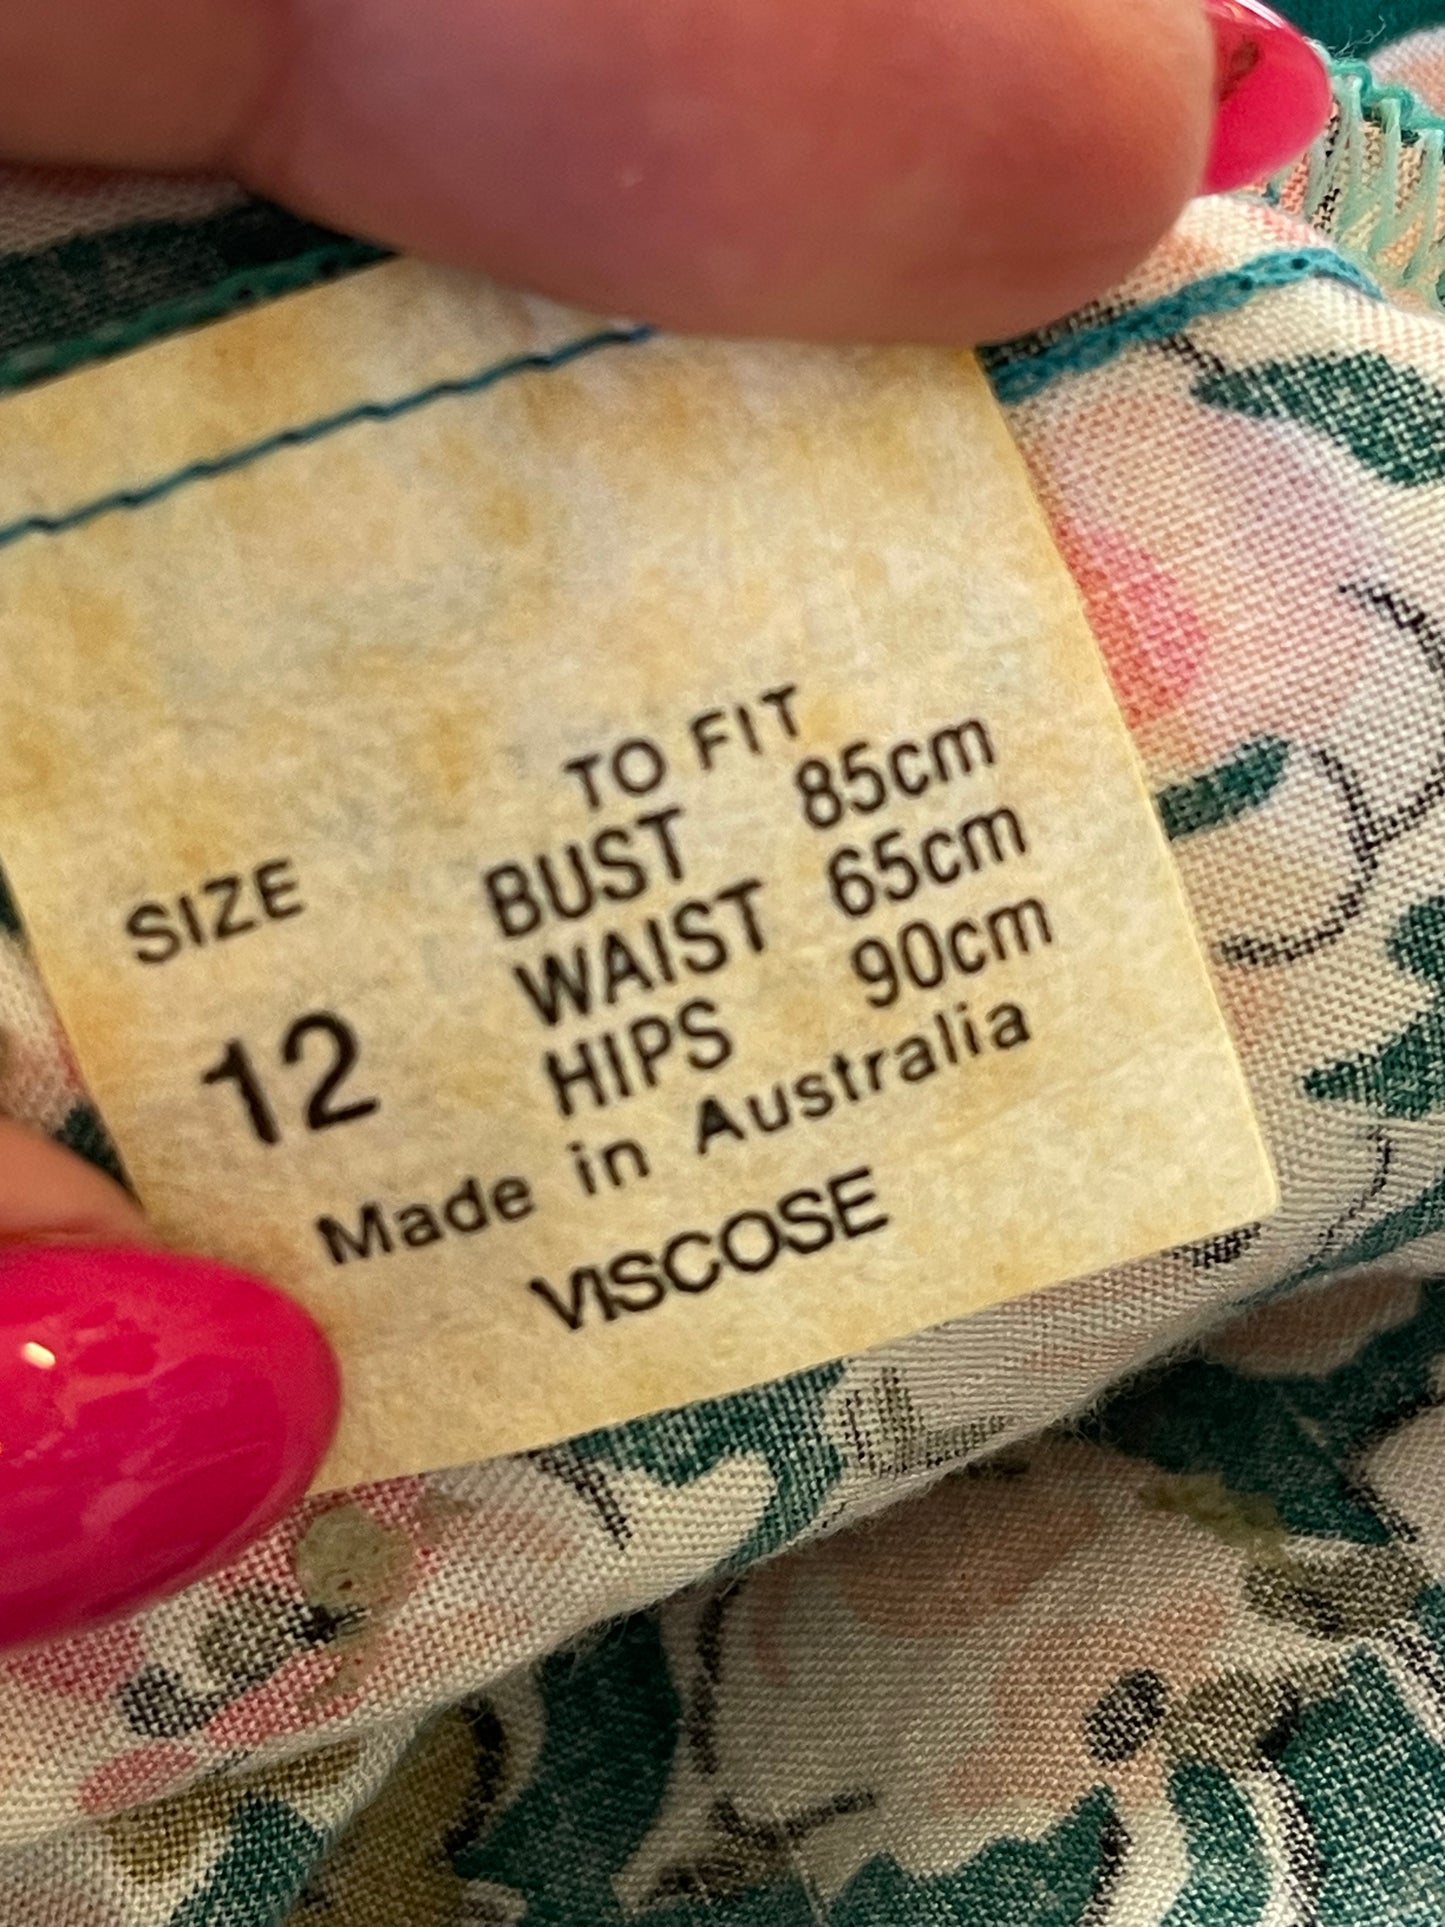 TO FIT
SIZE BUST 85cm
WAIST 65cm
12 HIPS 90cm
Made in Australia
VISCOSE